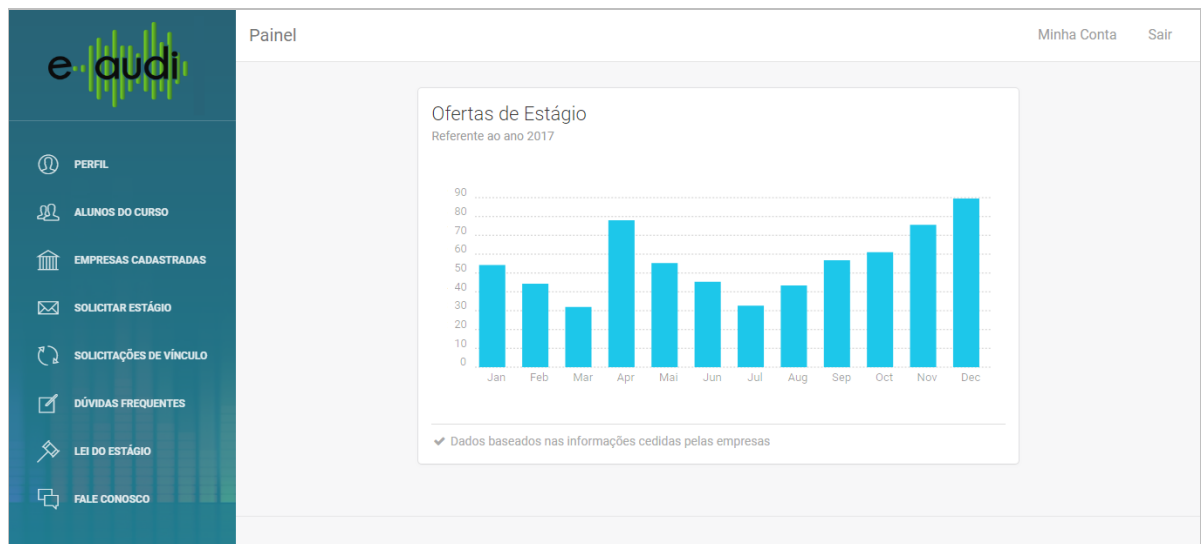 e-audi
PERFIL
ALUNOS DO CURSO
EMPRESAS CADASTRADAS
SOLICITAR ESTÁGIO
SOLICITAÇÕES DE VÍNCULO
DÚVIDAS FREQUENTES
LEI DO ESTÁGIO
FALE CONOSCO
Painel
Minha Conta
Sair
Ofertas de Estágio
Referente ao ano 2017
90
80
70
60
50
40
30
20
10
0
Jan Feb Mar Apr Mai Jun Jul Aug Sep Oct Nov Dec
Dados baseados nas informações cedidas pelas empresas